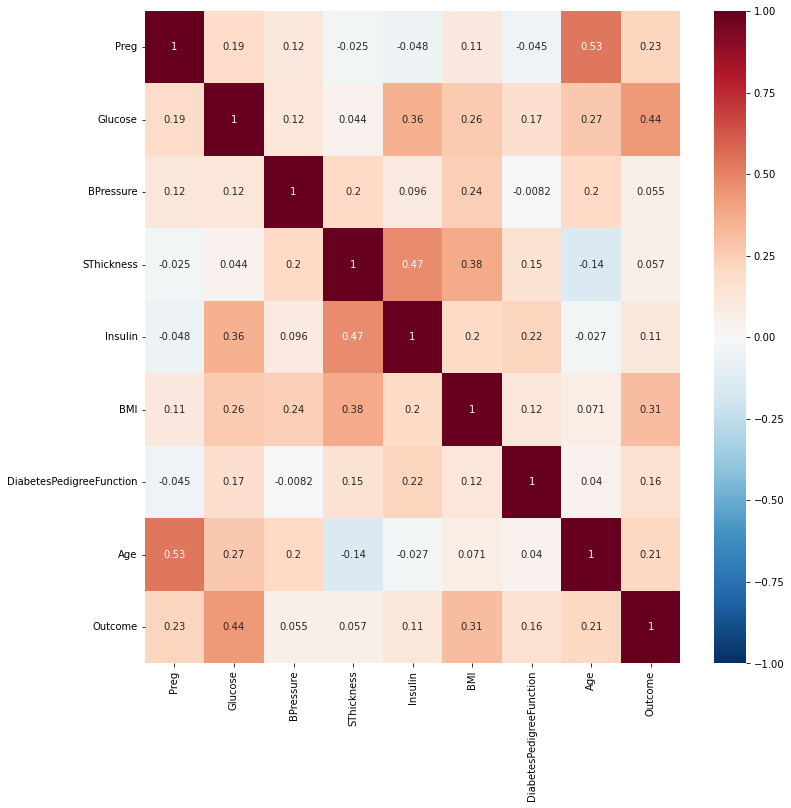 Preg 1 0.19 0.12 -0.025 -0.048 0.11 -0.045 0.53 0.23
Glucose 0.19 1 0.12 0.044 0.36 0.26 0.17 0.27 0.44
BPressure 0.12 0.12 1 0.2 0.096 0.24 -0.0082 0.2 0.055
SThickness -0.025 0.044 0.2 1 0.47 0.38 0.15 -0.14 0.057
Insulin -0.048 0.36 0.096 0.47 1 0.2 0.22 -0.027 0.11
BMI 0.11 0.26 0.24 0.38 0.2 1 0.12 0.071 0.31
DiabetesPedigreeFunction -0.045 0.17 -0.0082 0.15 0.22 0.12 1 0.04 0.16
Age 0.53 0.27 0.2 -0.14 -0.027 0.071 0.04 1 0.21
Outcome 0.23 0.44 0.055 0.057 0.11 0.31 0.16 0.21 1
Preg
Glucose
BPressure
SThickness
Insulin
BMI
DiabetesPedigreeFunction
Age
Outcome
1.00
0.75
0.50
0.25
0.00
−0.25
−0.50
−0.75
−1.00